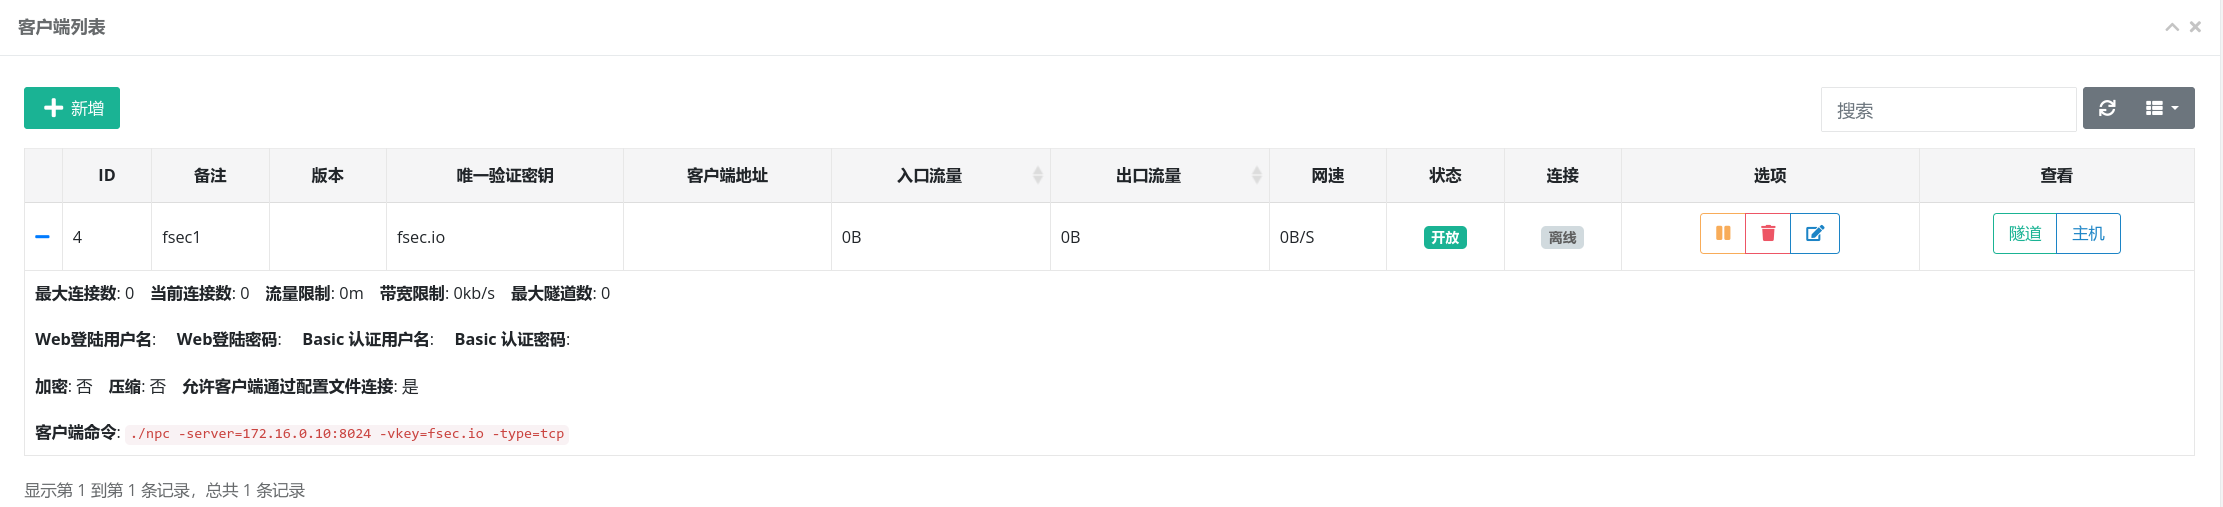 客户端列表
新增
搜索
ID 备注 版本 唯一验证密钥 客户端地址 入口流量 出口流量 网速 状态 连接 选项 查看
4 fsec1 fsec.io 0B 0B 0B/S 开放 离线 隧道 主机
最大连接数: 0 当前连接数: 0 流量限制: 0m 带宽限制: 0kb/s 最大隧道数: 0
Web登陆用户名: Web登陆密码: Basic 认证用户名: Basic 认证密码:
加密: 否 压缩: 否 允许客户端通过配置文件连接: 是
客户端命令: ./npc -server=172.16.0.10:8024 -vkey=fsec.io -type=tcp
显示第 1 到第 1 条记录，总共 1 条记录